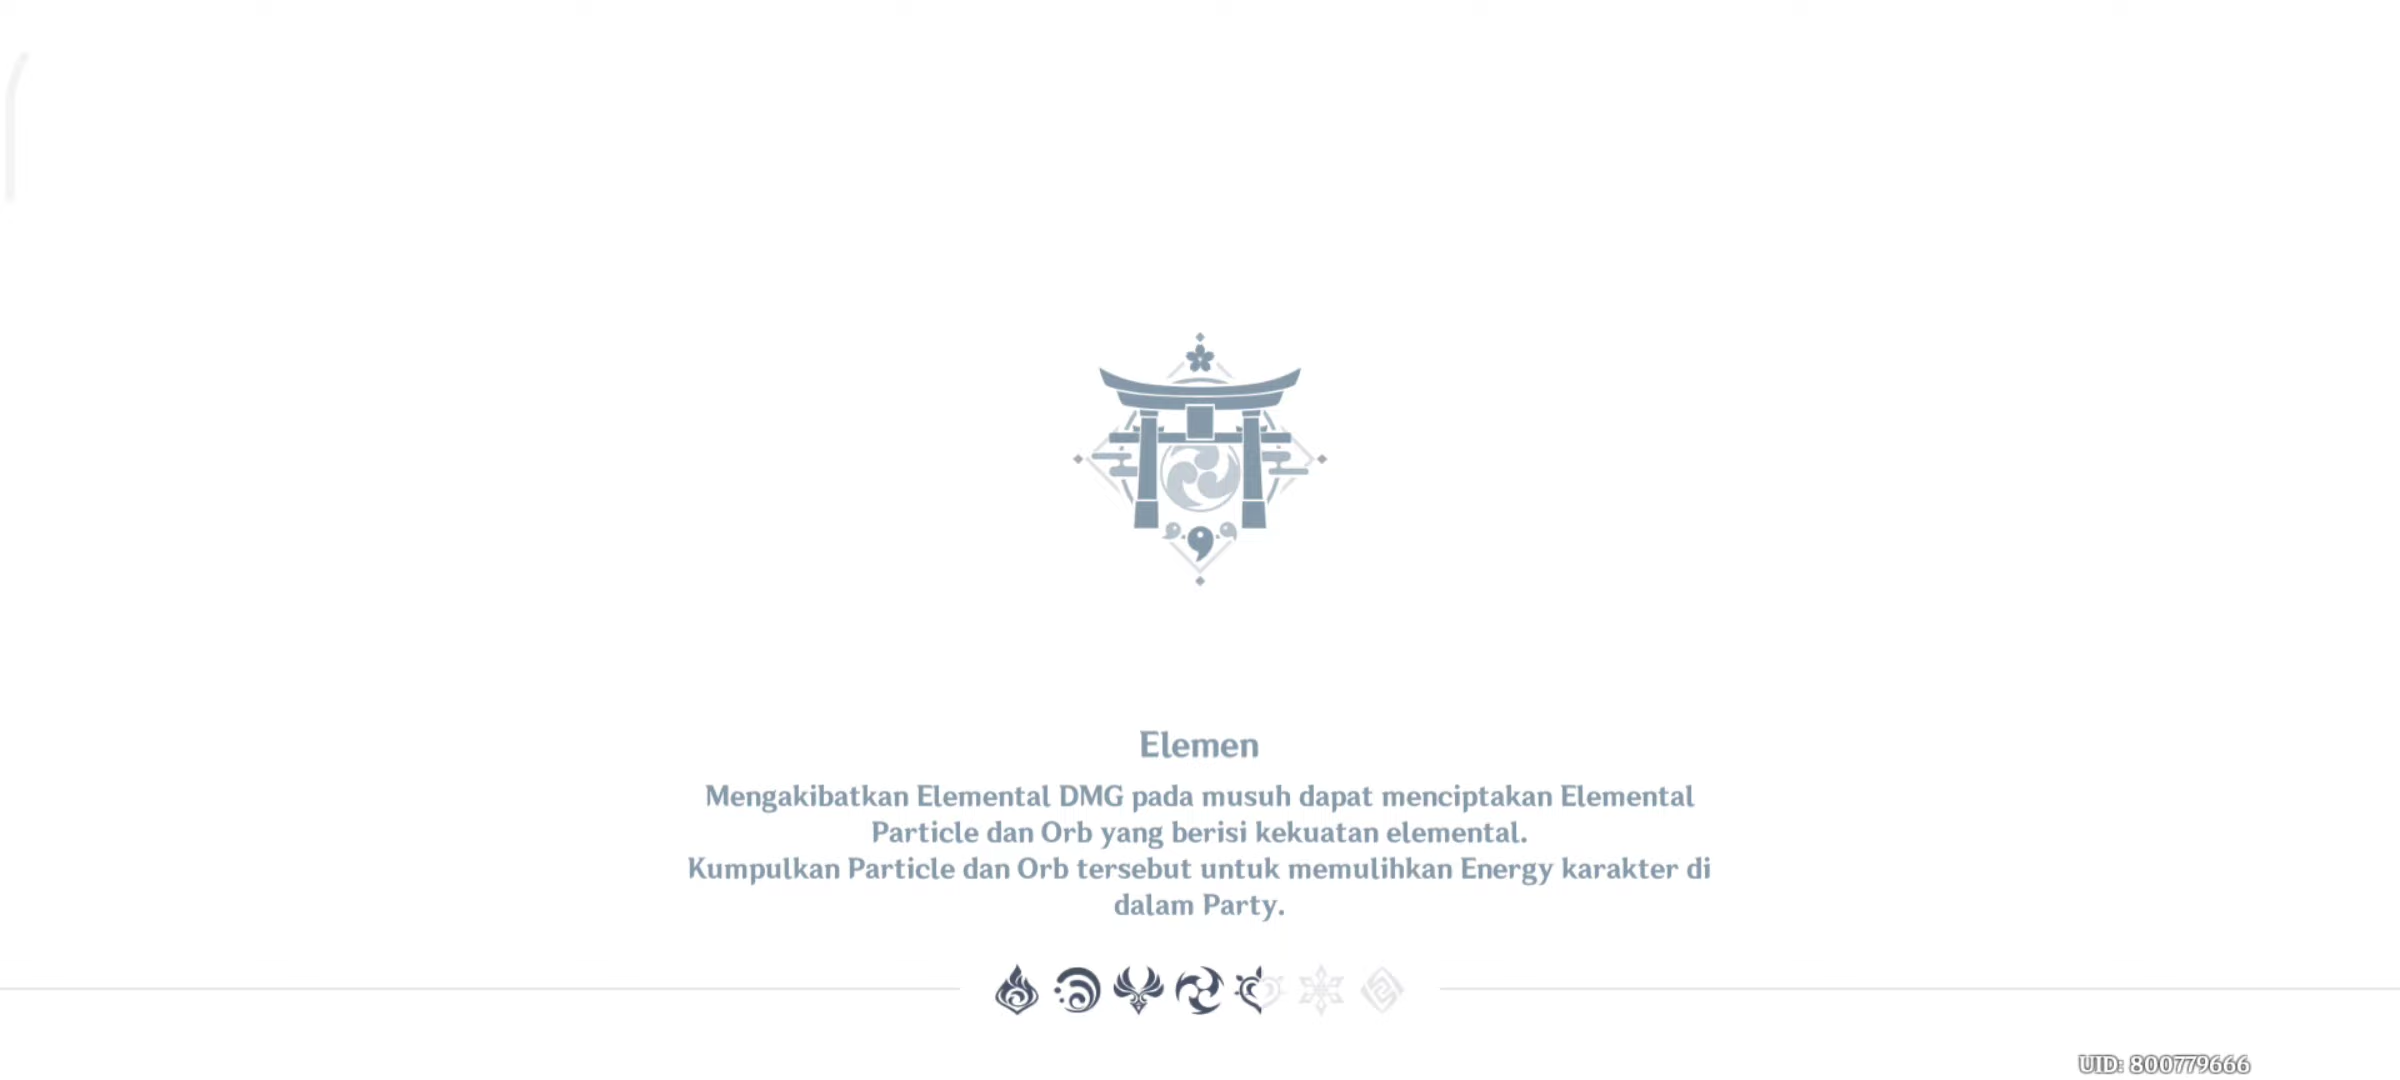 Elemen
Mengakibatkan Elemental DMG pada musuh dapat menciptakan Elemental
Particle dan Orb yang berisi kekuatan elemental.
Kumpulkan Particle dan Orb tersebut untuk memulihkan Energy karakter di
dalam Party.
UID: 800779666